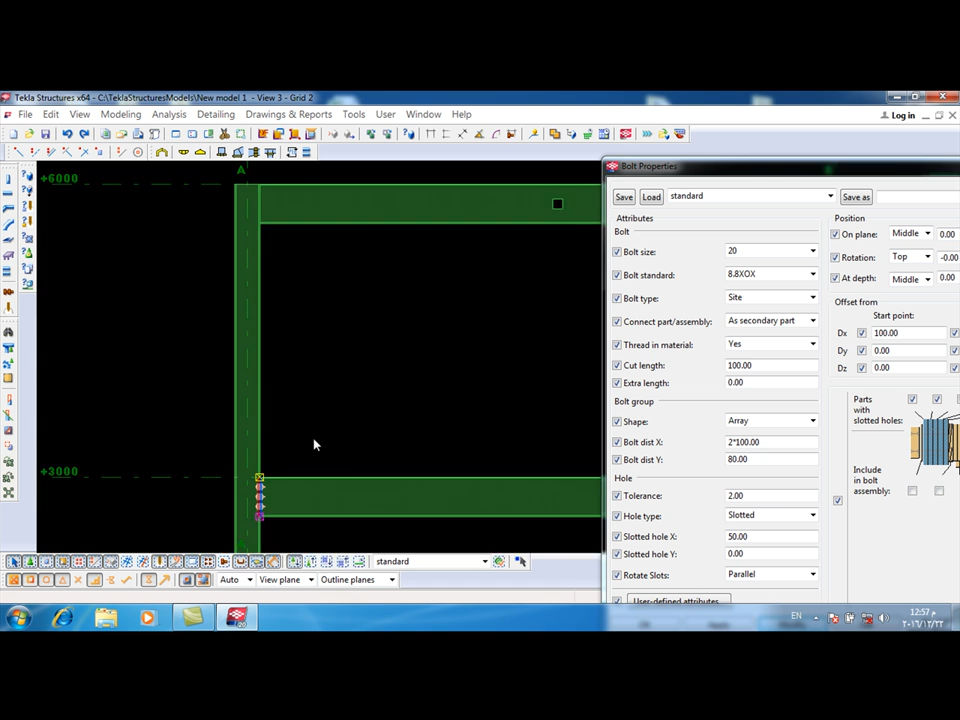 Tekla Structures x64 - C:\TeklaStructuresModels\New model 1 - View 3 - Grid 2
File Edit View Modeling Analysis Detailing Drawings & Reports Tools User Window Help Log in
A
+6000
+3000
Bolt Properties
Save Load standard Save as
Attributes
Bolt
Bolt size: 20
Bolt standard: 8.8XOX
Bolt type: Site
Connect part/assembly: As secondary part
Thread in material: Yes
Cut length: 100.00
Extra length: 0.00
Bolt group
Shape: Array
Bolt dist X: 2*100.00
Bolt dist Y: 80.00
Hole
Tolerance: 2.00
Hole type: Slotted
Slotted hole X: 50.00
Slotted hole Y: 0.00
Rotate Slots: Parallel
User-defined attributes
Position
On plane: Middle 0.00
Rotation: Top -0.00
At depth: Middle 0.00
Offset from
Start point:
Dx 100.00
Dy 0.00
Dz 0.00
Parts
with
slotted holes:
Include
in bolt
assembly:
standard
Auto View plane Outline planes
20
EN
12:57 م
٢٠١٦/١٢/٢٢